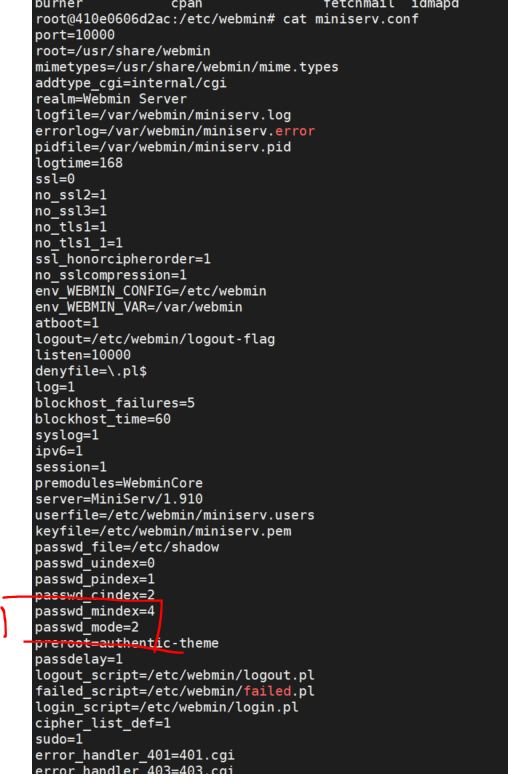 burner cpan fetchmail idmapd
root@410e0606d2ac:/etc/webmin# cat miniserv.conf
port=10000
root=/usr/share/webmin
mimetypes=/usr/share/webmin/mime.types
addtype_cgi=internal/cgi
realm=Webmin Server
logfile=/var/webmin/miniserv.log
errorlog=/var/webmin/miniserv.error
pidfile=/var/webmin/miniserv.pid
logtime=168
ssl=0
no_ssl2=1
no_ssl3=1
no_tls1=1
no_tls1_1=1
ssl_honorcipherorder=1
no_sslcompression=1
env_WEBMIN_CONFIG=/etc/webmin
env_WEBMIN_VAR=/var/webmin
atboot=1
logout=/etc/webmin/logout-flag
listen=10000
denyfile=\.pl$
log=1
blockhost_failures=5
blockhost_time=60
syslog=1
ipv6=1
session=1
premodules=WebminCore
server=MiniServ/1.910
userfile=/etc/webmin/miniserv.users
keyfile=/etc/webmin/miniserv.pem
passwd_file=/etc/shadow
passwd_uindex=0
passwd_pindex=1
passwd_cindex=2
passwd_mindex=4
passwd_mode=2
preroot=authentic-theme
passdelay=1
logout_script=/etc/webmin/logout.pl
failed_script=/etc/webmin/failed.pl
login_script=/etc/webmin/login.pl
cipher_list_def=1
sudo=1
error_handler_401=401.cgi
error_handler_403=403.cgi